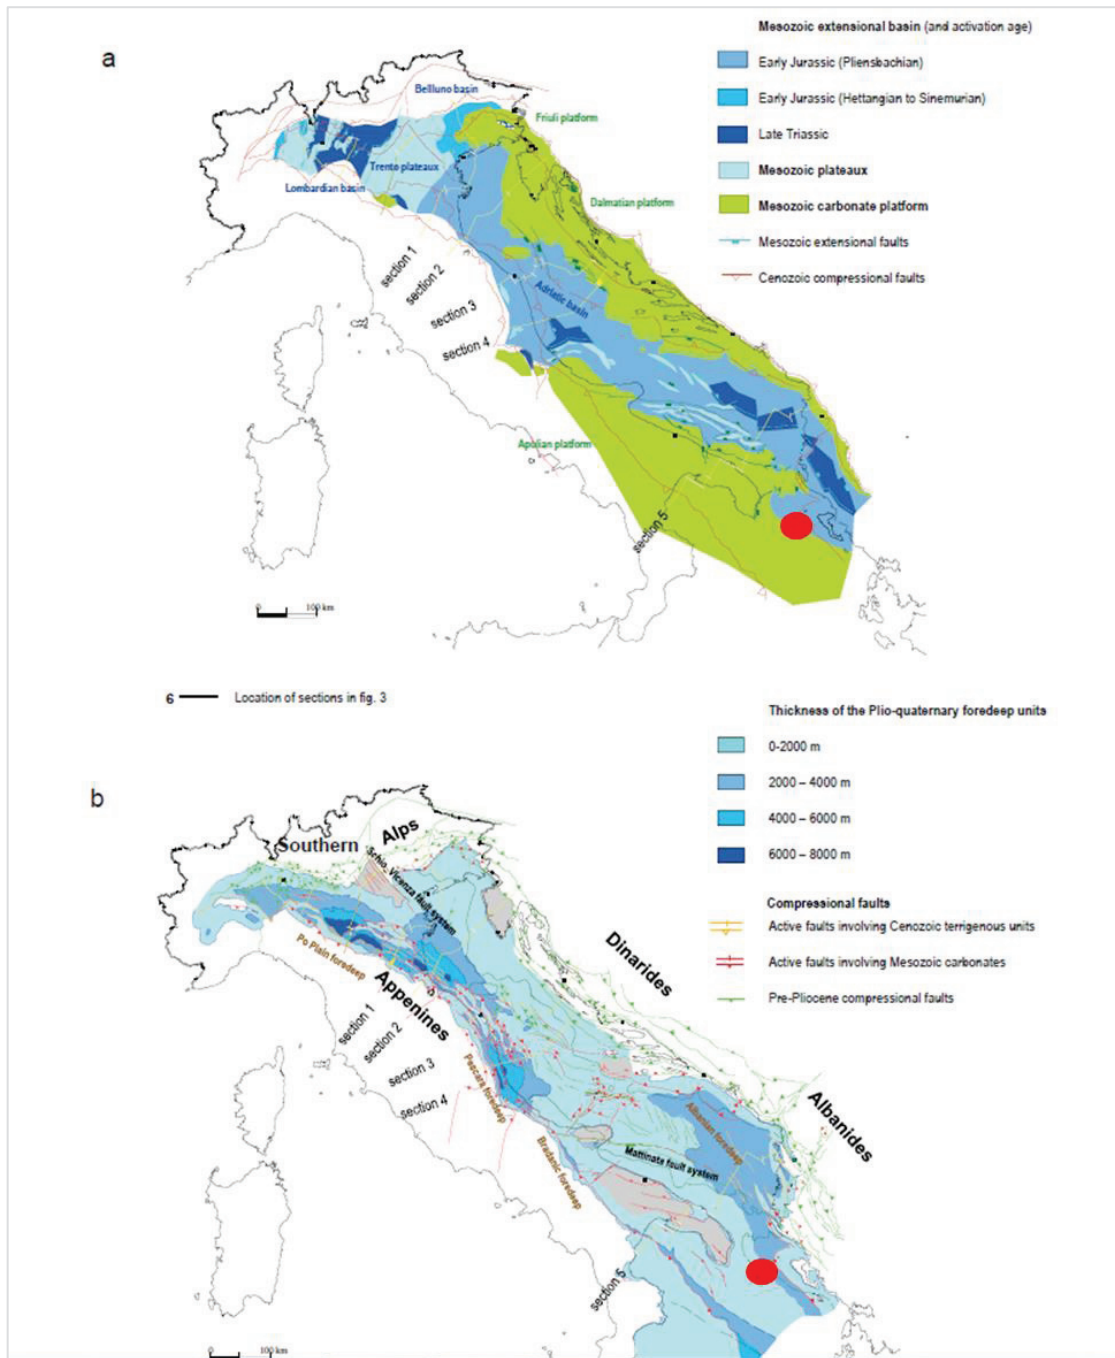 a
Mesozoic extensional basin (and activation age)
Early Jurassic (Pliensbachian)
Early Jurassic (Hettangian to Sinemurian)
Late Triassic
Mesozoic plateaux
Mesozoic carbonate platform
Mesozoic extensional faults
Cenozoic compressional faults
Bellluno basin
Friuli platform
Trento plateaux
Lombardian basin
Dalmatian platform
section 1
section 2
section 3
section 4
Adriatic basin
Apulian platform
section 5
0 100 km
6 Location of sections in fig. 3
b
Thickness of the Plio-quaternary foredeep units
0-2000 m
2000 – 4000 m
4000 – 6000 m
6000 – 8000 m
Compressional faults
Active faults involving Cenozoic terrigenous units
Active faults involving Mesozoic carbonates
Pre-Pliocene compressional faults
Southern Alps
Schio_Vicenza fault system
Po Plain foredeep
Appenines
Dinarides
section 1
section 2
section 3
section 4
Pescara foredeep
Bradanic foredeep
Albanian foredeep
Mattinata fault system
Albanides
section 5
0 100 km